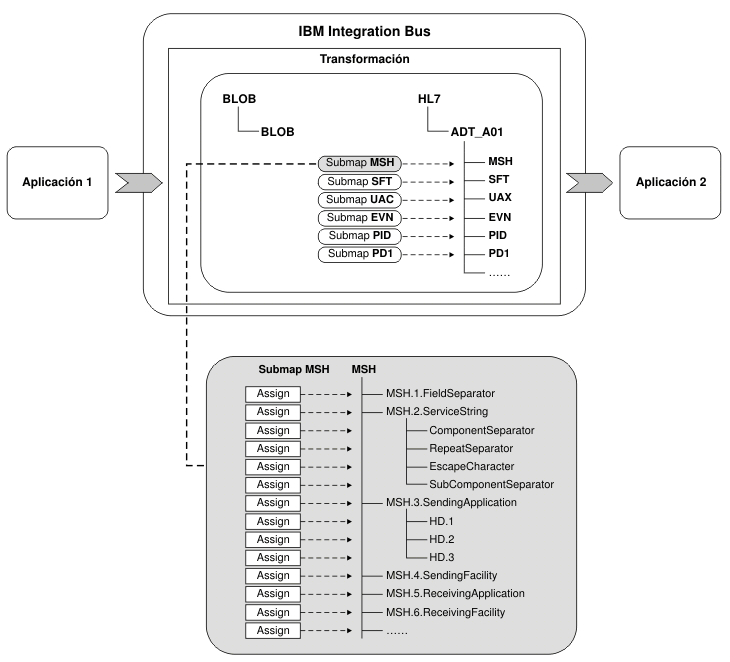 IBM Integration Bus
Transformación
BLOB
BLOB
HL7
ADT_A01
Aplicación 1
Aplicación 2
Submap MSH
MSH
Submap SFT
SFT
Submap UAC
UAX
Submap EVN
EVN
Submap PID
PID
Submap PD1
PD1
......
Submap MSH
MSH
Assign
MSH.1.FieldSeparator
Assign
MSH.2.ServiceString
Assign
ComponentSeparator
Assign
RepeatSeparator
Assign
EscapeCharacter
Assign
SubComponentSeparator
Assign
MSH.3.SendingApplication
Assign
HD.1
Assign
HD.2
Assign
HD.3
Assign
MSH.4.SendingFacility
Assign
MSH.5.ReceivingApplication
Assign
MSH.6.ReceivingFacility
Assign
......